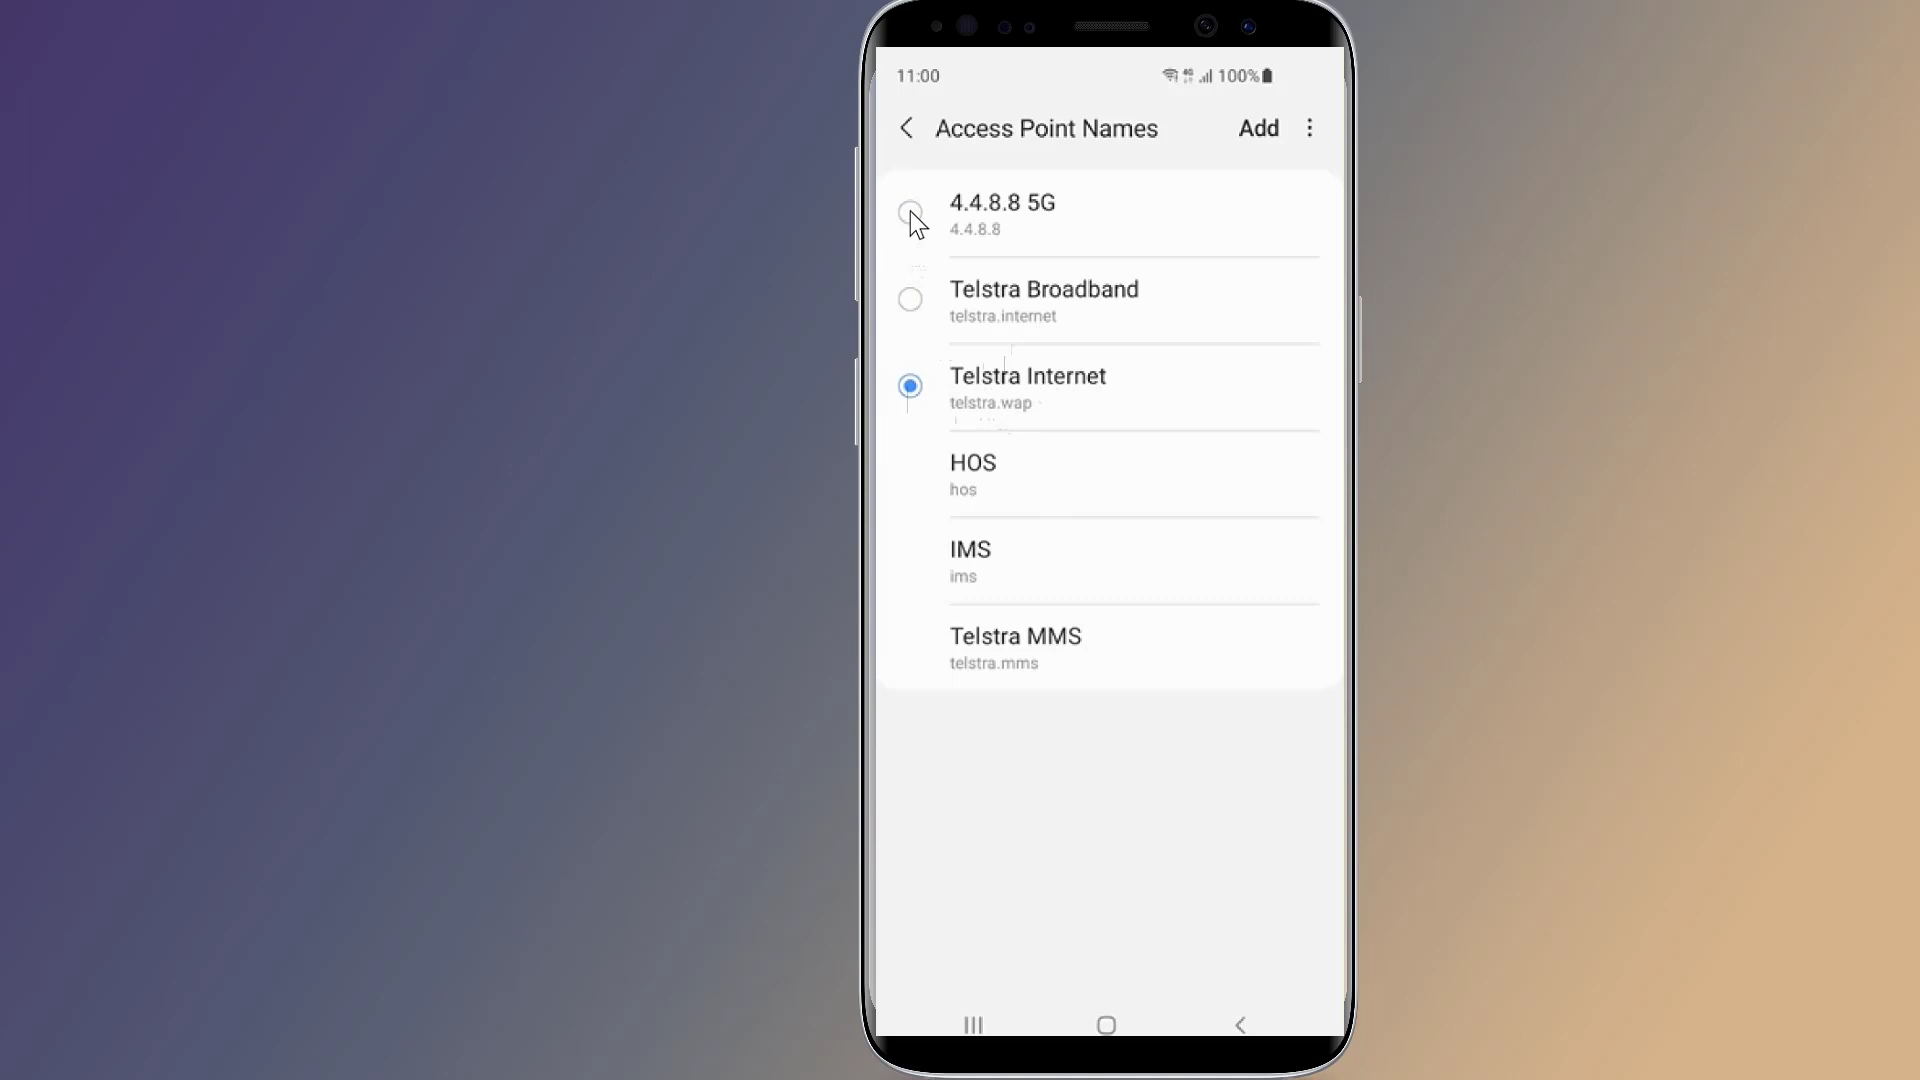 11:00
4G 100%
Access Point Names Add
4.4.8.8 5G
4.4.8.8
Telstra Broadband
telstra.internet
Telstra Internet
telstra.wap
HOS
hos
IMS
ims
Telstra MMS
telstra.mms